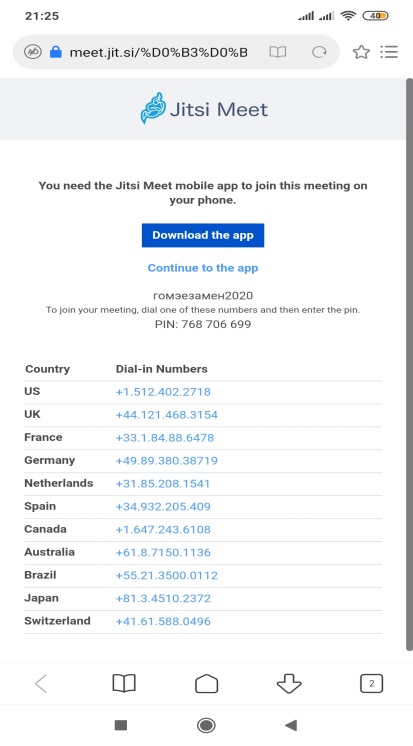 21:25
40
meet.jit.si/%D0%B3%D0%B
Jitsi Meet
You need the Jitsi Meet mobile app to join this meeting on
your phone.
Download the app
Continue to the app
гомэезамен2020
To join your meeting, dial one of these numbers and then enter the pin.
PIN: 768 706 699
Country Dial-in Numbers
US +1.512.402.2718
UK +44.121.468.3154
France +33.1.84.88.6478
Germany +49.89.380.38719
Netherlands +31.85.208.1541
Spain +34.932.205.409
Canada +1.647.243.6108
Australia +61.8.7150.1136
Brazil +55.21.3500.0112
Japan +81.3.4510.2372
Switzerland +41.61.588.0496
2